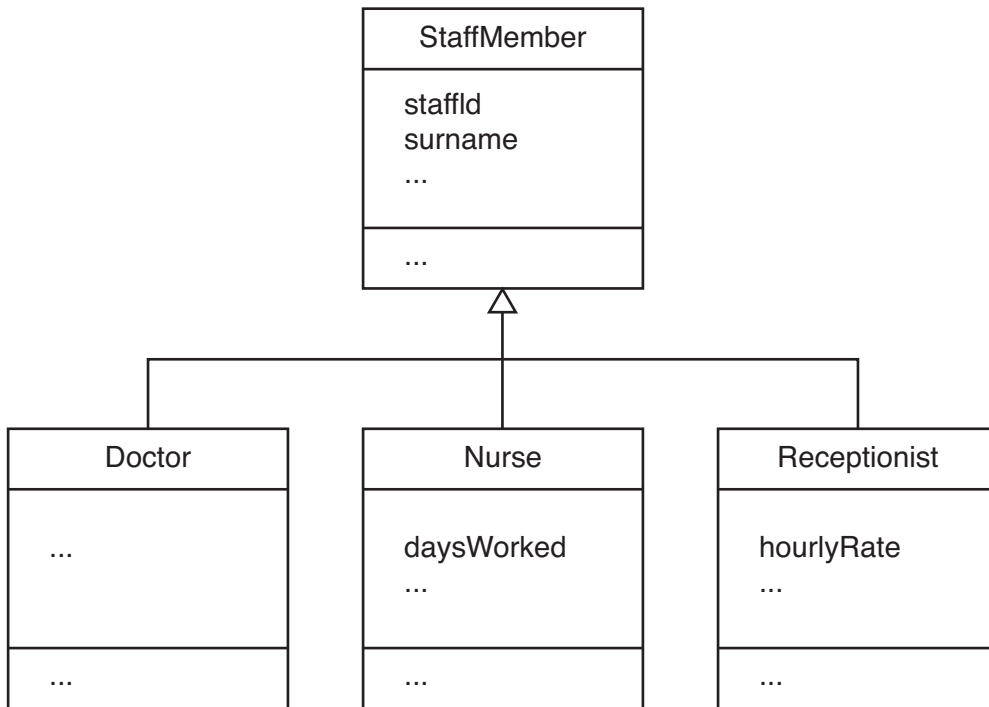 StaffMember
staffId
surname
...
...
Doctor
...
...
Nurse
daysWorked
...
...
Receptionist
hourlyRate
...
...